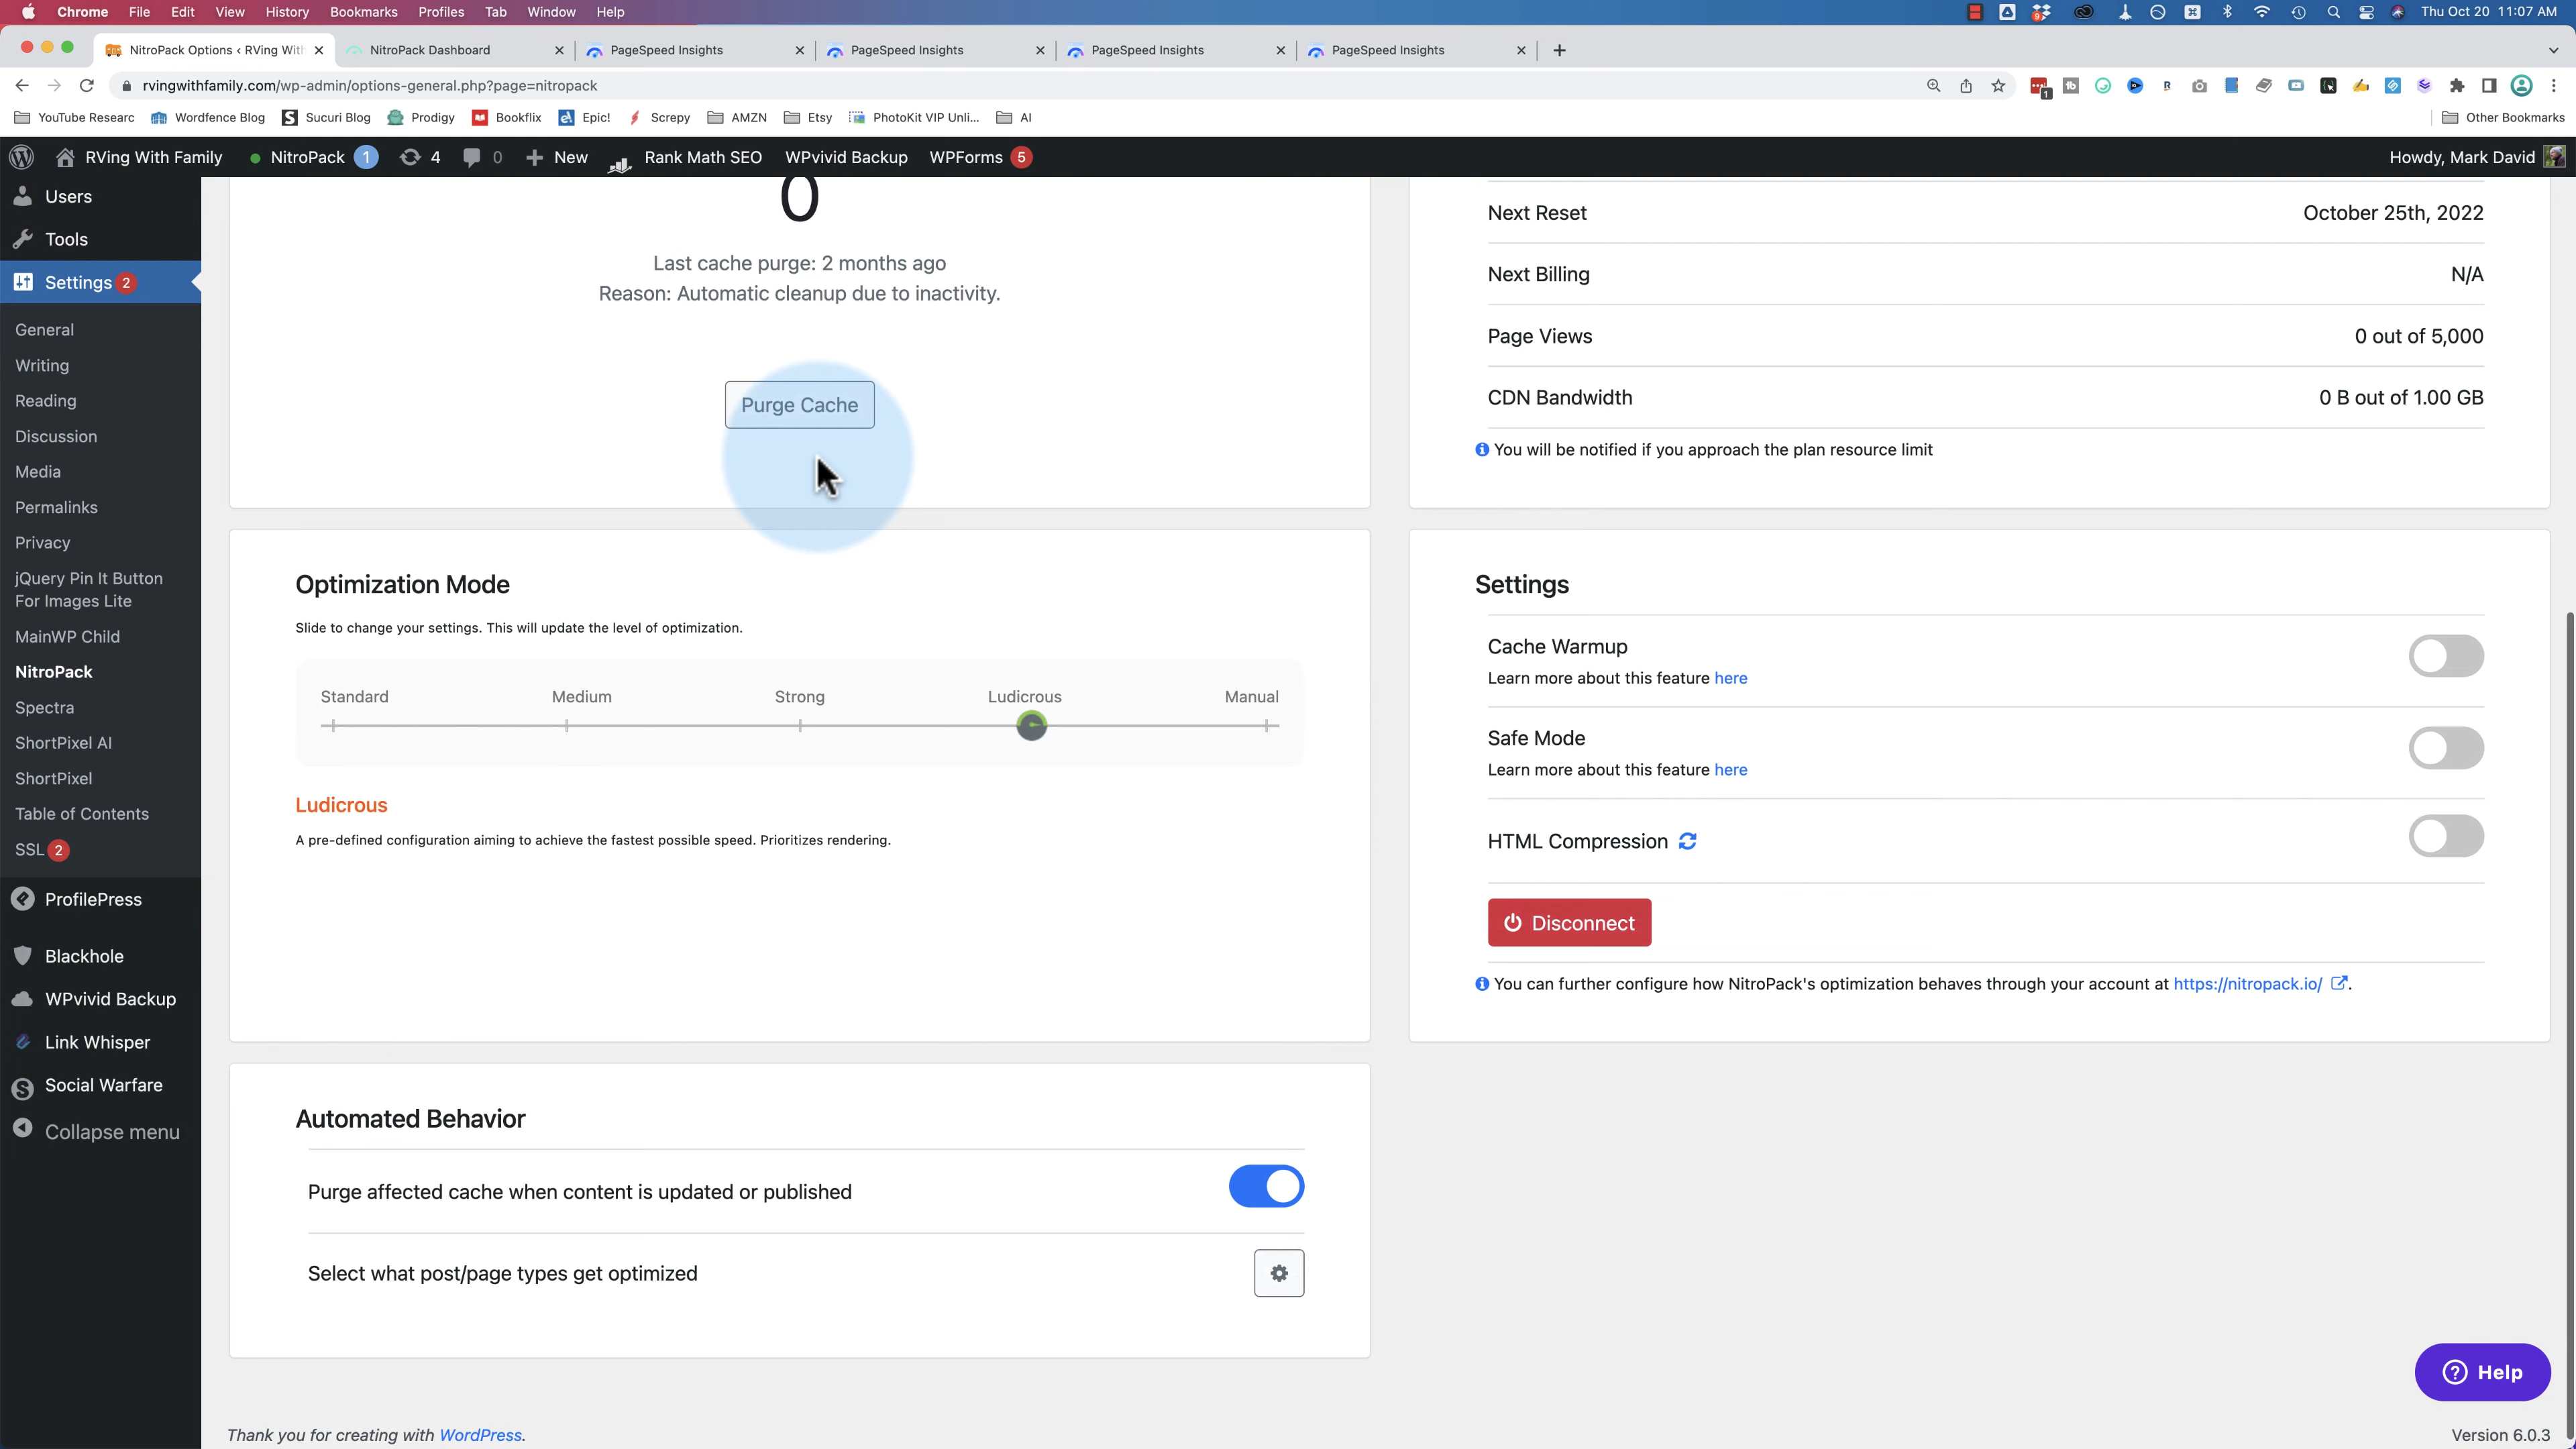 Chrome File Edit View History Bookmarks Profiles Tab Window Help Thu Oct 20 11:07 AM
NitroPack Options ‹ RVing With NitroPack Dashboard PageSpeed Insights PageSpeed Insights PageSpeed Insights PageSpeed Insights
rvingwithfamily.com/wp-admin/options-general.php?page=nitropack
YouTube Researc Wordfence Blog Sucuri Blog Prodigy Bookflix Epic! Screpy AMZN Etsy PhotoKit VIP Unli... AI Other Bookmarks
RVing With Family NitroPack 1 4 0 New Rank Math SEO WPvivid Backup WPForms 5 Howdy, Mark David
Users
Tools
Settings 2
General
Writing
Reading
Discussion
Media
Permalinks
Privacy
jQuery Pin It Button
For Images Lite
MainWP Child
NitroPack
Spectra
ShortPixel AI
ShortPixel
Table of Contents
SSL 2
ProfilePress
Blackhole
WPvivid Backup
Link Whisper
Social Warfare
Collapse menu
0
Last cache purge: 2 months ago
Reason: Automatic cleanup due to inactivity.
Purge Cache
Next Reset October 25th, 2022
Next Billing N/A
Page Views 0 out of 5,000
CDN Bandwidth 0 B out of 1.00 GB
You will be notified if you approach the plan resource limit
Optimization Mode
Slide to change your settings. This will update the level of optimization.
Standard Medium Strong Ludicrous Manual
Ludicrous
A pre-defined configuration aiming to achieve the fastest possible speed. Prioritizes rendering.
Settings
Cache Warmup
Learn more about this feature here
Safe Mode
Learn more about this feature here
HTML Compression
Disconnect
You can further configure how NitroPack's optimization behaves through your account at https://nitropack.io/ .
Automated Behavior
Purge affected cache when content is updated or published
Select what post/page types get optimized
Help
Thank you for creating with WordPress.
Version 6.0.3